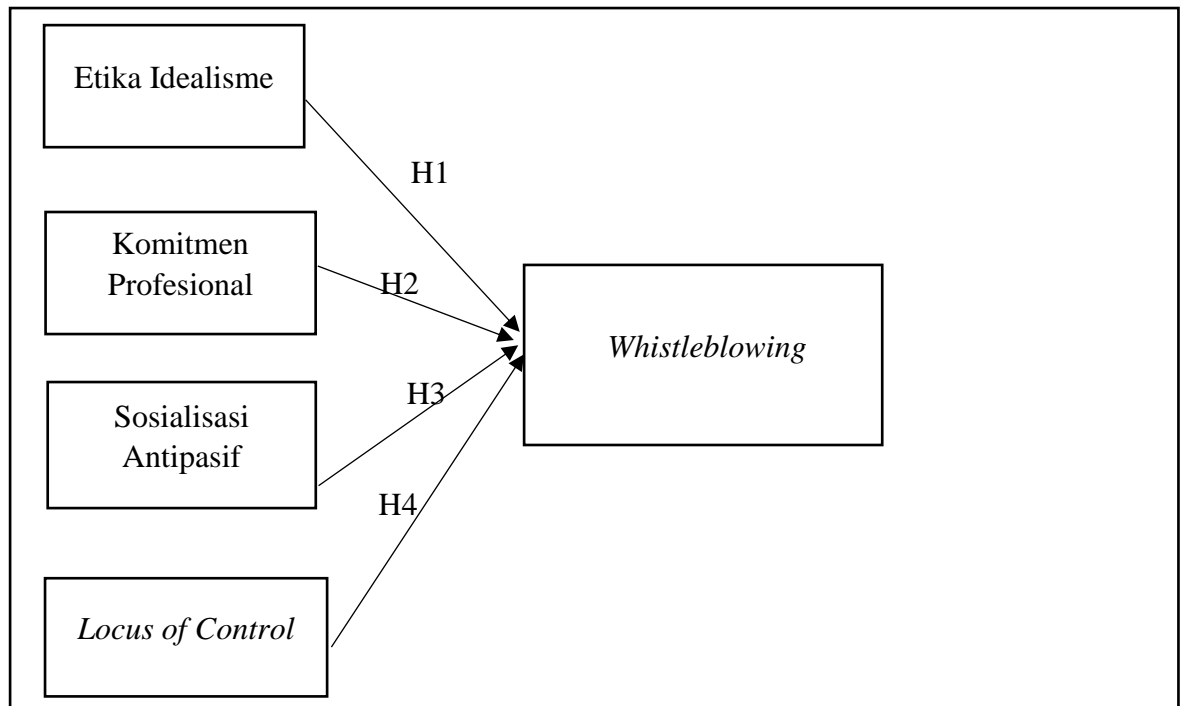 Etika Idealisme
H1
Komitmen
Profesional
H2
Whistleblowing
Sosialisasi
Antipasif
H3
H4
Locus of Control